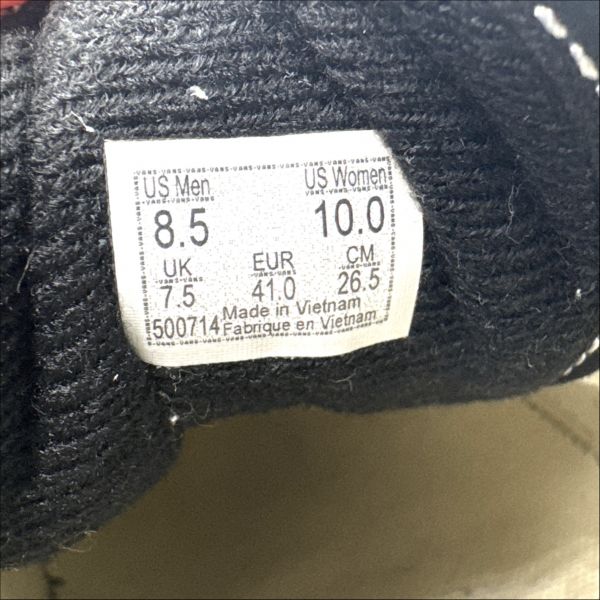 US Men US Women
8.5 10.0
UK EUR CM
7.5 41.0 26.5
Made in Vietnam
500714 Fabrique en Vietnam